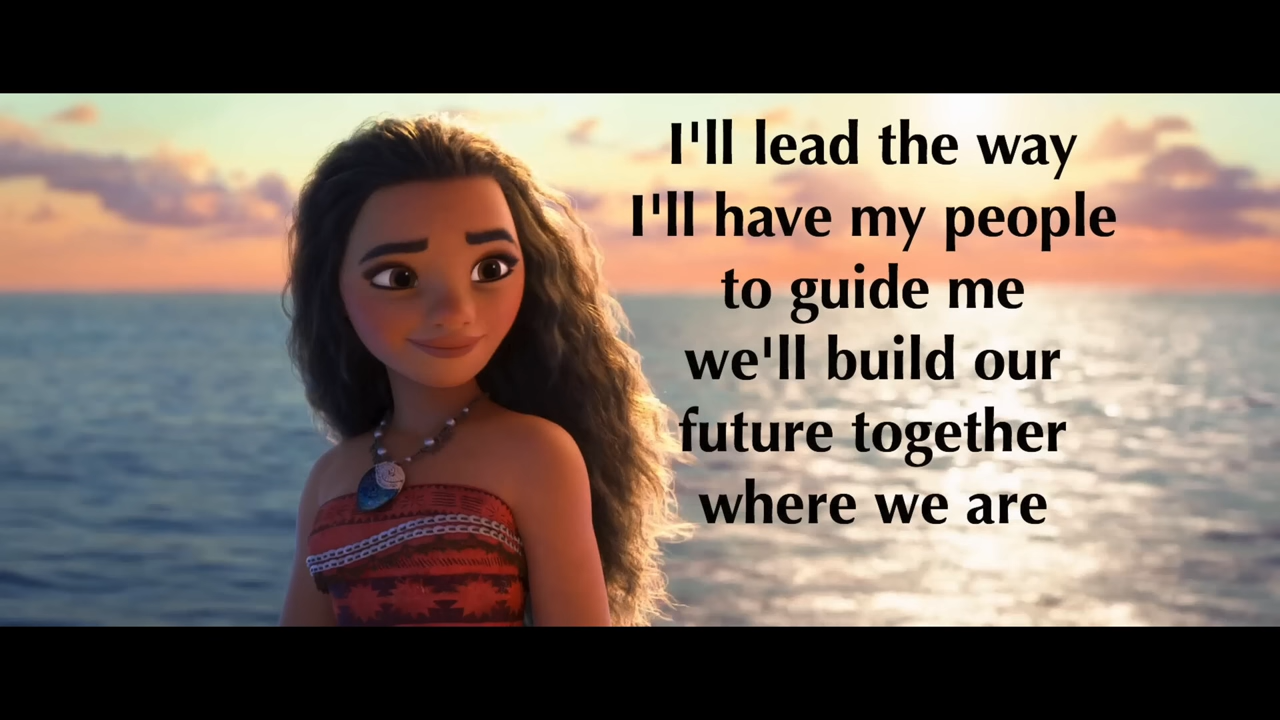 I'll lead the way
I'll have my people
to guide me
we'll build our
future together
where we are